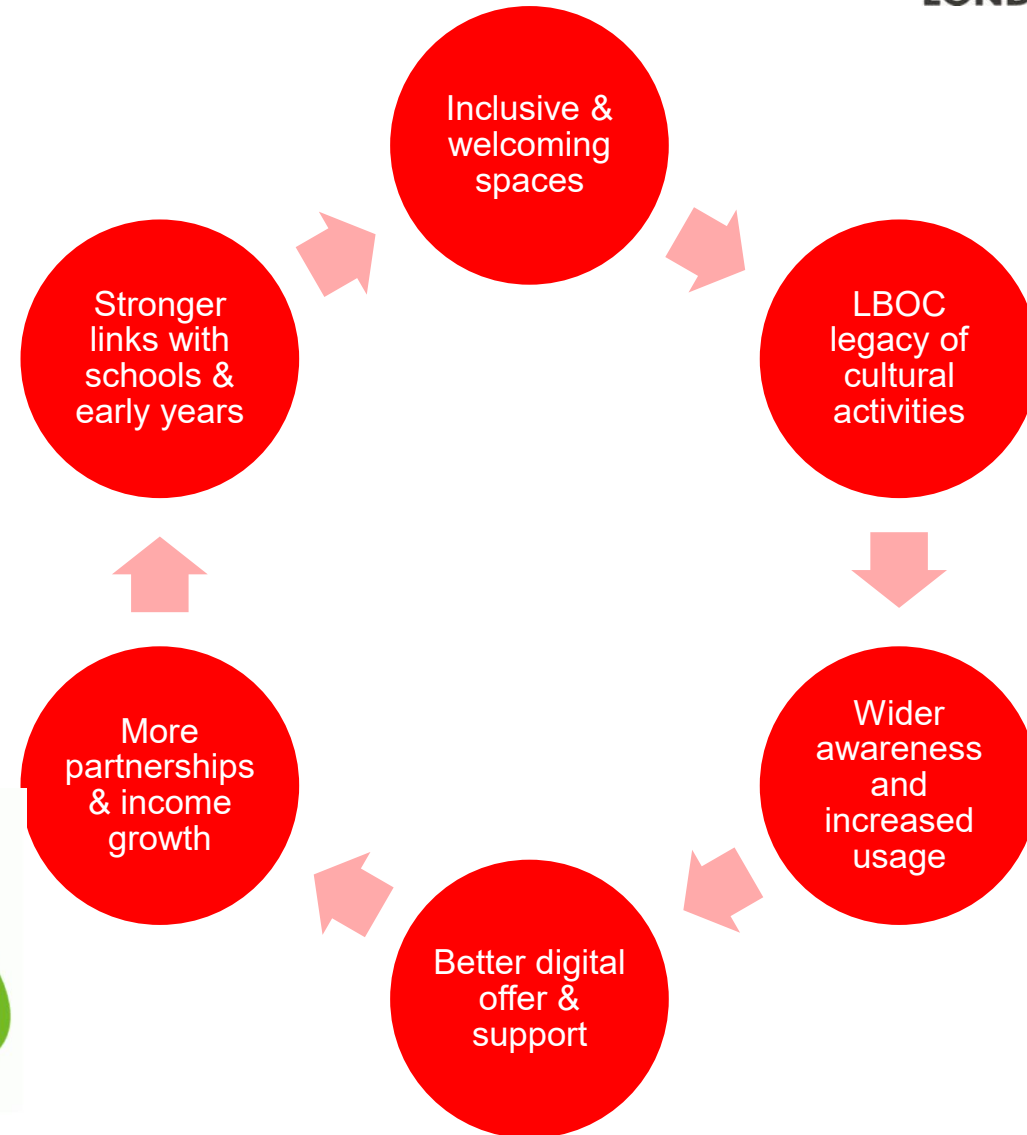 Inclusive &
welcoming
spaces
LBOC
legacy of
cultural
activities
Wider
awareness
and
increased
usage
Better digital
offer &
support
More
partnerships
& income
growth
Stronger
links with
schools &
early years